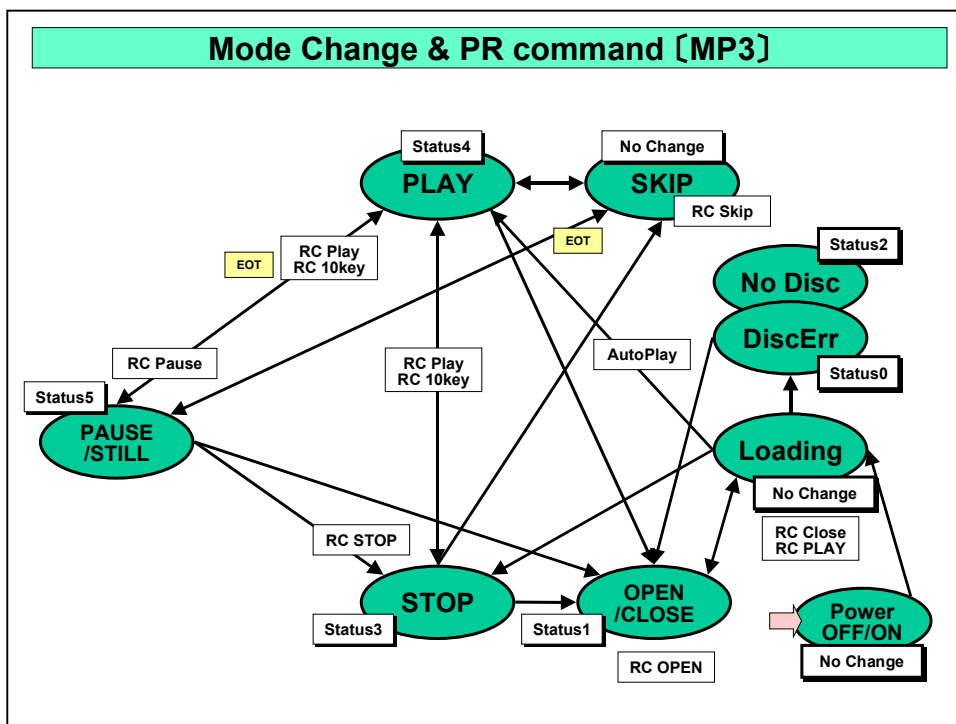 Mode Change & PR command〔MP3〕
Status4
PLAY
No Change
SKIP
RC Skip
EOT
RC Play
RC 10key
EOT
Status2
No Disc
DiscErr
Status0
RC Pause
RC Play
RC 10key
AutoPlay
Status5
PAUSE
/STILL
Loading
No Change
RC Close
RC PLAY
RC STOP
STOP
Status3
OPEN
/CLOSE
Status1
RC OPEN
Power
OFF/ON
No Change